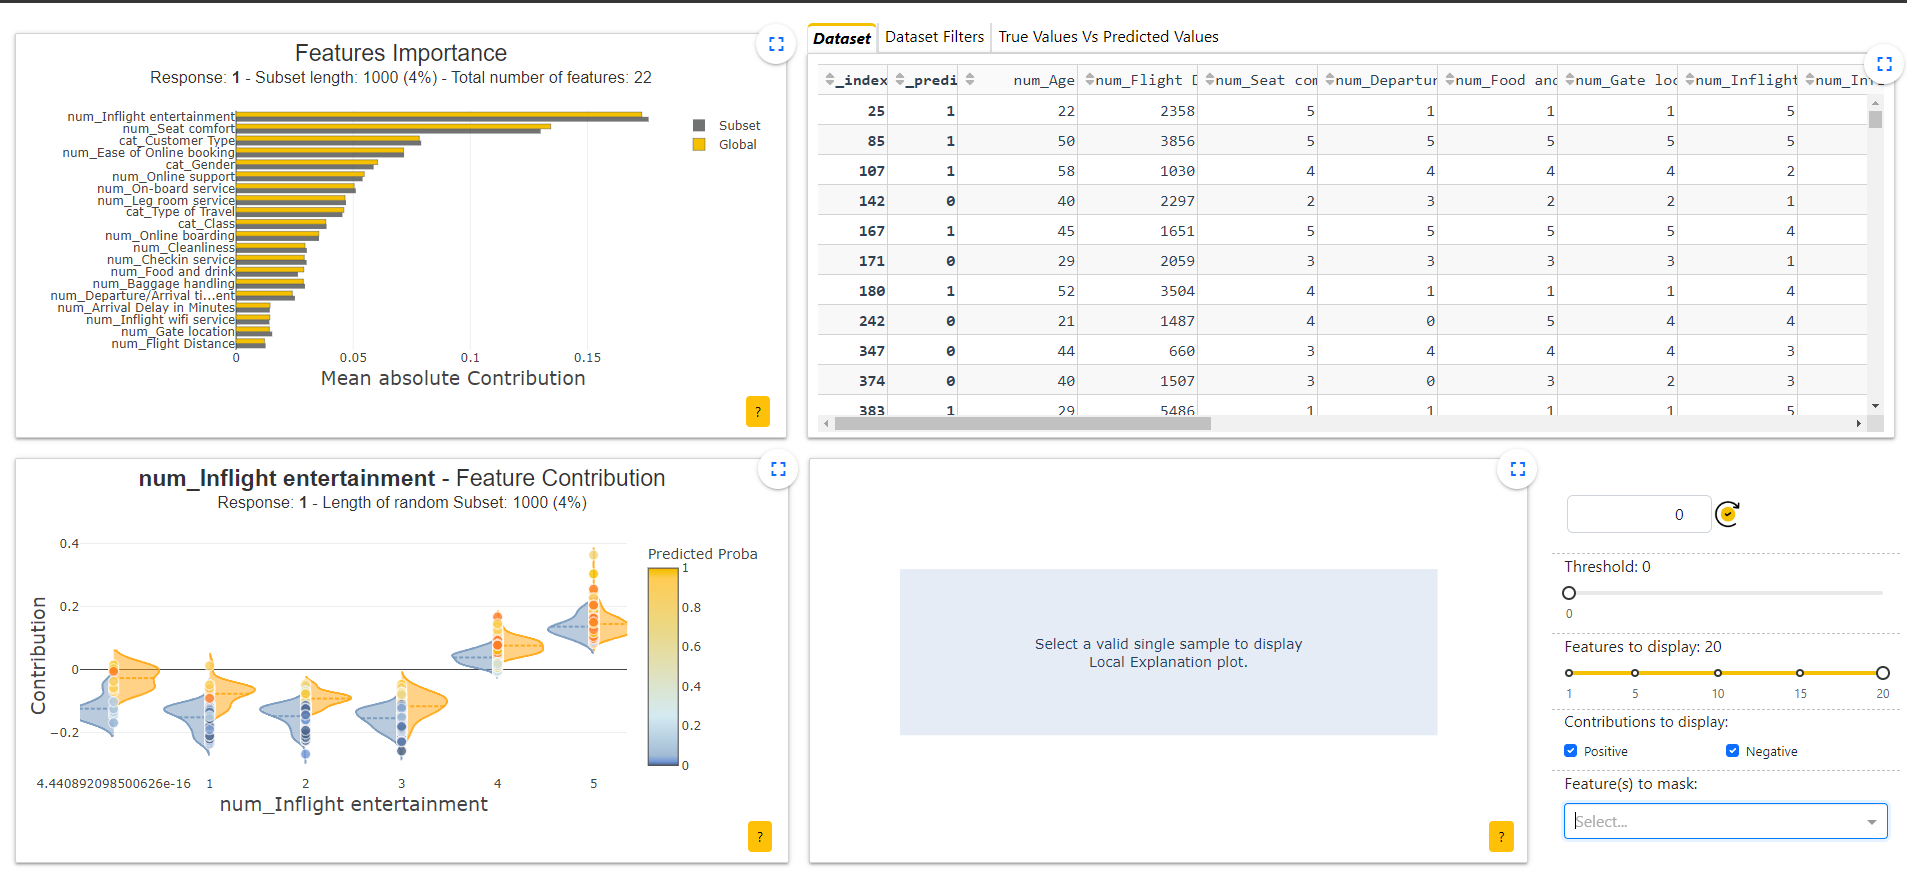 Features Importance
Response: 1 - Subset length: 1000 (4%) - Total number of features: 22
num_Inflight entertainment
num_Seat comfort
cat_Customer Type
num_Ease of Online booking
cat_Gender
num_Online support
num_On-board service
num_Leg room service
cat_Type of Travel
cat_Class
num_Online boarding
num_Cleanliness
num_Checkin service
num_Food and drink
num_Baggage handling
num_Departure/Arrival ti...ent
num_Arrival Delay in Minutes
num_Inflight wifi service
num_Gate location
num_Flight Distance
0 0.05 0.1 0.15
Mean absolute Contribution
Subset
Global
?
Dataset Dataset Filters True Values Vs Predicted Values
_index _predi num_Age num_Flight D num_Seat com num_Departur num_Food and num_Gate loc num_Inflight num_Inf
25 1 22 2358 5 1 1 1 5
85 1 50 3856 5 5 5 5 5
107 1 58 1030 4 4 4 4 2
142 0 40 2297 2 3 2 2 1
167 1 45 1651 5 5 5 5 4
171 0 29 2059 3 3 3 3 1
180 1 52 3504 4 1 1 1 4
242 0 21 1487 4 0 5 4 4
347 0 44 660 3 4 4 4 3
374 0 40 1507 3 0 3 2 3
383 1 29 5486 1 1 1 1 5
num_Inflight entertainment - Feature Contribution
Response: 1 - Length of random Subset: 1000 (4%)
0.4
0.2
0
−0.2
Contribution
4.440892098500626e-16 1 2 3 4 5
num_Inflight entertainment
Predicted Proba
1
0.8
0.6
0.4
0.2
0
?
Select a valid single sample to display
Local Explanation plot.
?
0
Threshold: 0
0
Features to display: 20
1 5 10 15 20
Contributions to display:
Positive Negative
Feature(s) to mask:
Select...